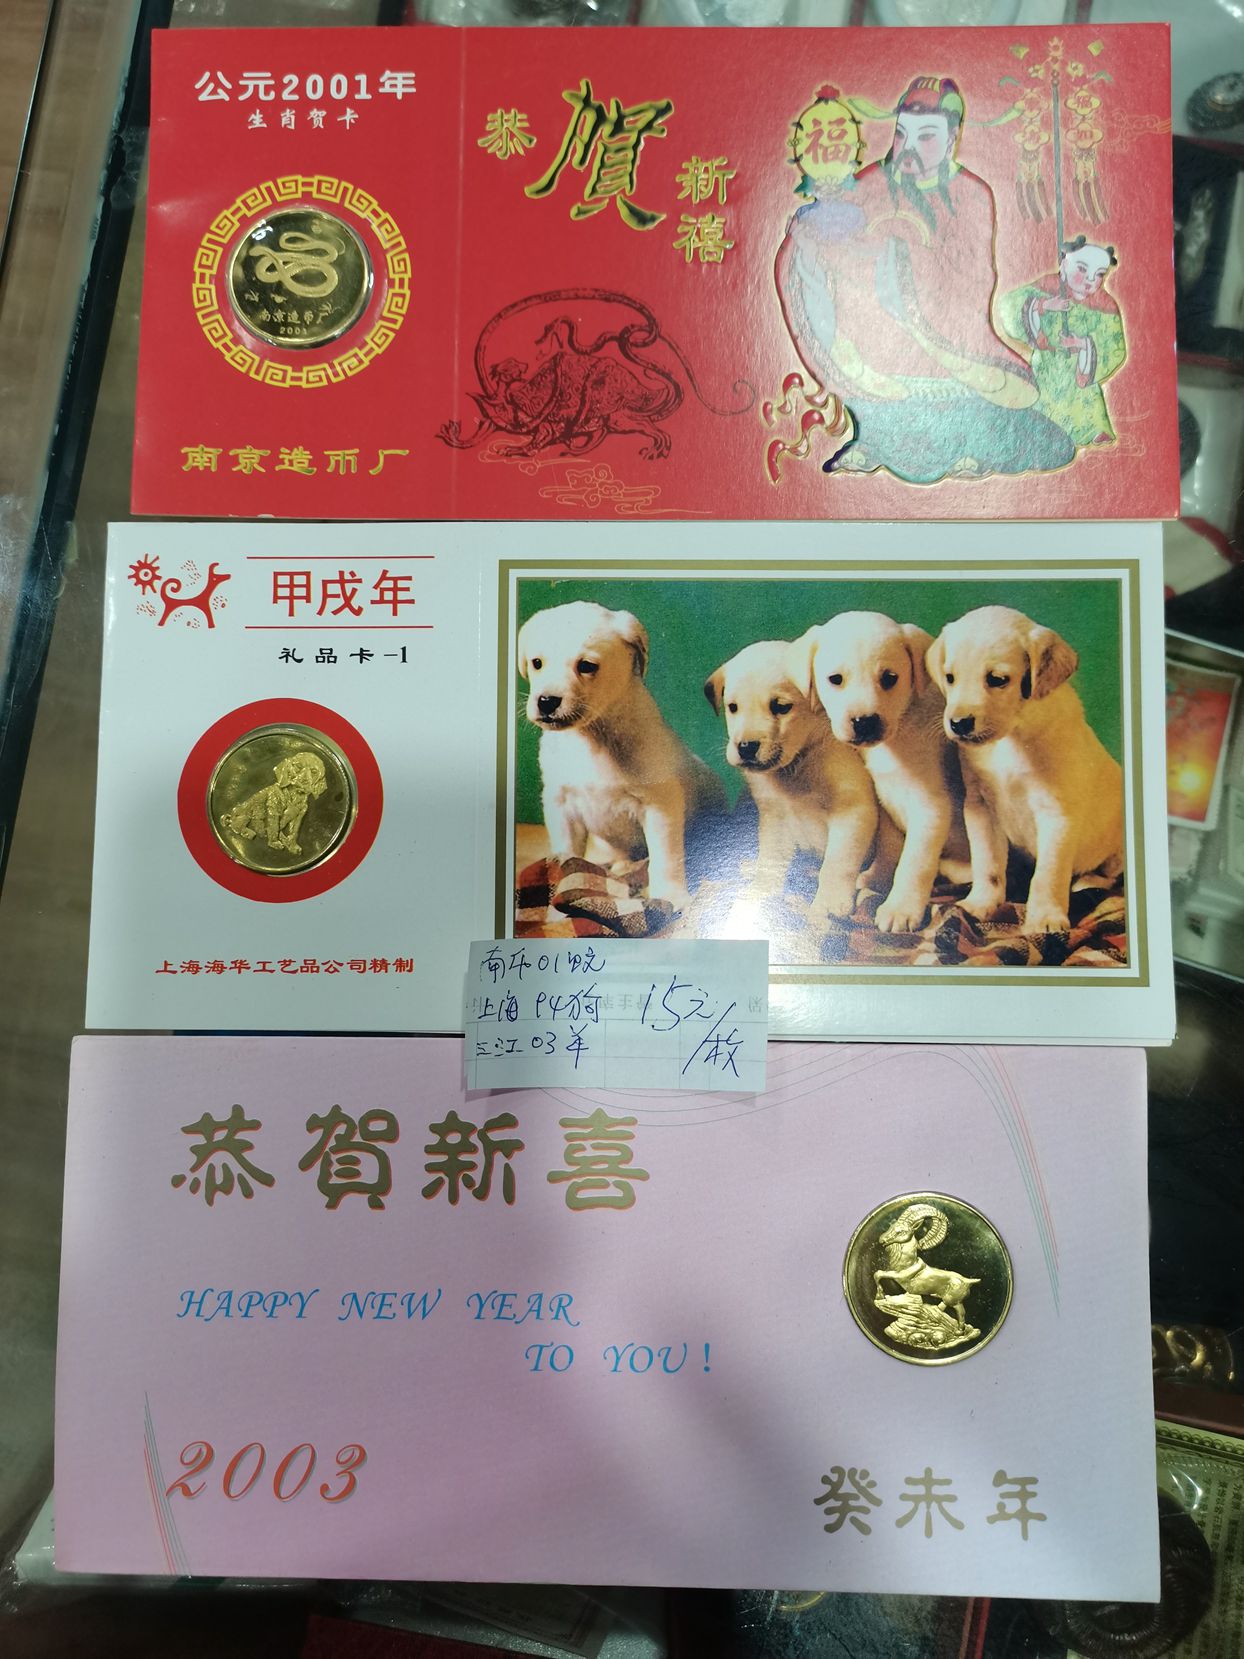 公元2001年
生肖贺卡
恭賀新禧
福
南京造币厂
2001
南京造币厂
甲戌年
礼品卡-1
上海海华工艺品公司精制
南京01蛇
上海94狗 15元/枚
三江03羊
恭賀新喜
HAPPY NEW YEAR
TO YOU!
2003
癸未年